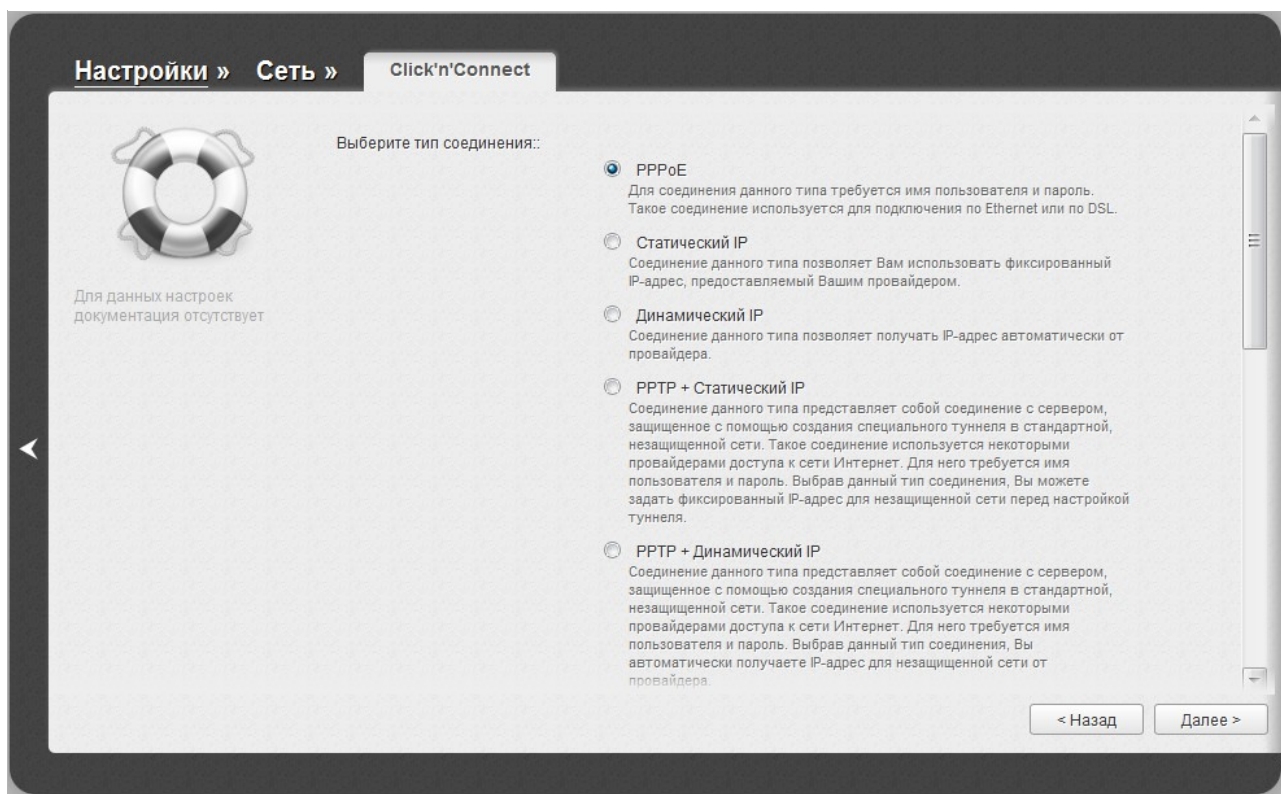 Настройки » Сеть » Click'n'Connect
Выберите тип соединения::
Для данных настроек
документация отсутствует
PPPoE
Для соединения данного типа требуется имя пользователя и пароль.
Такое соединение используется для подключения по Ethernet или по DSL.
Статический IP
Соединение данного типа позволяет Вам использовать фиксированный
IP-адрес, предоставляемый Вашим провайдером.
Динамический IP
Соединение данного типа позволяет получать IP-адрес автоматически от
провайдера.
PPTP + Статический IP
Соединение данного типа представляет собой соединение с сервером,
защищенное с помощью создания специального туннеля в стандартной,
незащищенной сети. Такое соединение используется некоторыми
провайдерами доступа к сети Интернет. Для него требуется имя
пользователя и пароль. Выбрав данный тип соединения, Вы можете
задать фиксированный IP-адрес для незащищенной сети перед настройкой
туннеля.
PPTP + Динамический IP
Соединение данного типа представляет собой соединение с сервером,
защищенное с помощью создания специального туннеля в стандартной,
незащищенной сети. Такое соединение используется некоторыми
провайдерами доступа к сети Интернет. Для него требуется имя
пользователя и пароль. Выбрав данный тип соединения, Вы
автоматически получаете IP-адрес для незащищенной сети от
провайдера.
< Назад Далее >